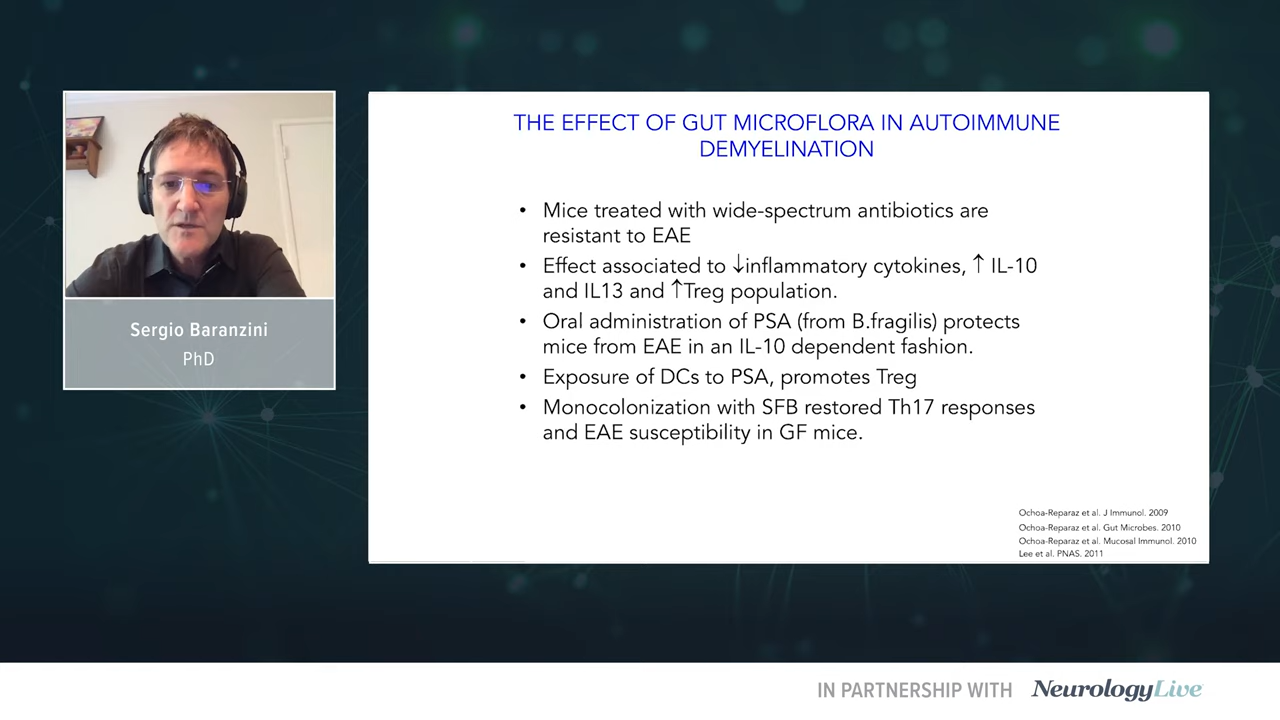 Sergio Baranzini
PhD
THE EFFECT OF GUT MICROFLORA IN AUTOIMMUNE
DEMYELINATION
• Mice treated with wide-spectrum antibiotics are
resistant to EAE
• Effect associated to ↓inflammatory cytokines, ↑ IL-10
and IL13 and ↑Treg population.
• Oral administration of PSA (from B.fragilis) protects
mice from EAE in an IL-10 dependent fashion.
• Exposure of DCs to PSA, promotes Treg
• Monocolonization with SFB restored Th17 responses
and EAE susceptibility in GF mice.
Ochoa-Reparaz et al. J Immunol. 2009
Ochoa-Reparaz et al. Gut Microbes. 2010
Ochoa-Reparaz et al. Mucosal Immunol. 2010
Lee et al. PNAS. 2011
IN PARTNERSHIP WITH NeurologyLive